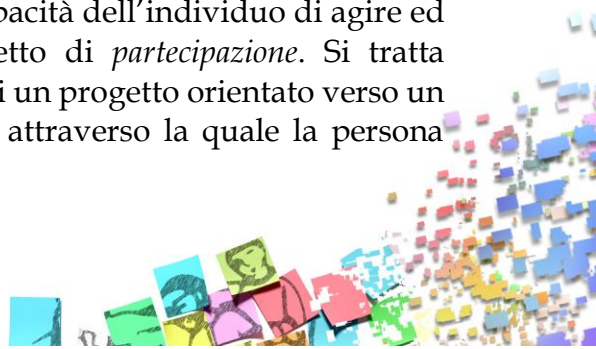 pacità dell'individuo di agire ed
etto di partecipazione. Si tratta
i un progetto orientato verso un
attraverso la quale la persona